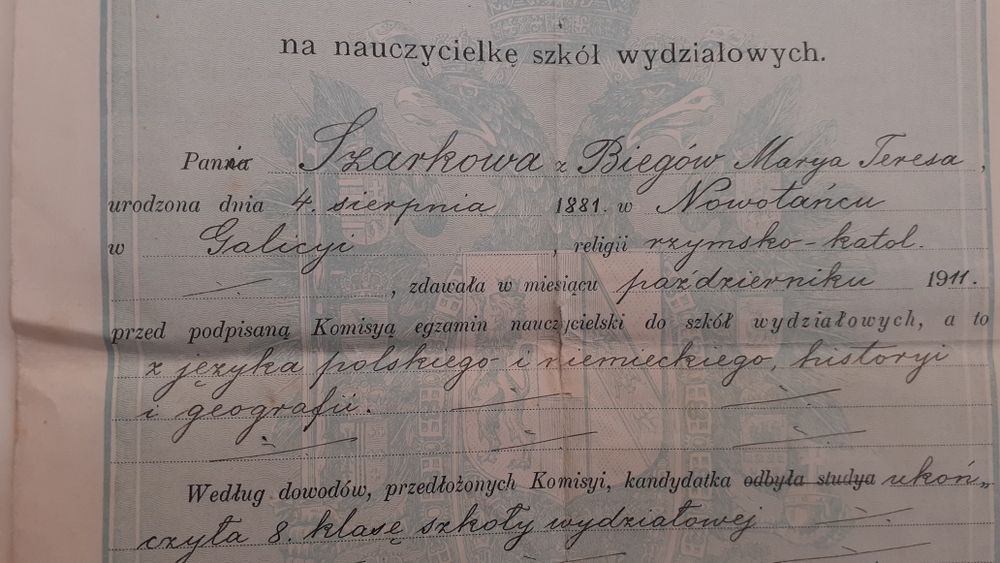 na nauczycielkę szkół wydziałowych.
Pani Szarkowa z Biegów Marya Teresa,
urodzona dnia 4. sierpnia 1881. w Nowotańcu
w Galicyi, religii rzymsko-katol.
, zdawała w miesiącu październiku 1911.
przed podpisaną Komisyą egzamin nauczycielski do szkół wydziałowych, a to
z języka polskiego i niemieckiego, historyi
i geografii.
Według dowodów, przedłożonych Komisyi, kandydatka odbyła studya ukoń„
czyła 8. klasę szkoły wydziałowej